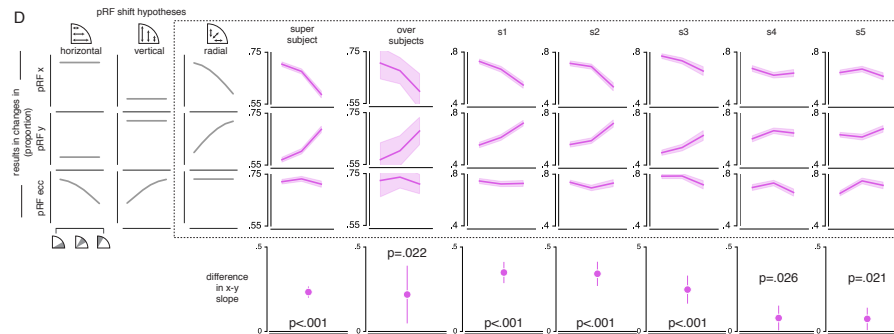 D
pRF shift hypotheses
horizontal
vertical
radial
super subject
over subjects
s1
s2
s3
s4
s5
results in changes in (proportion)
pRF x
.75
.55
.75
.55
.8
.4
.8
.4
.8
.4
.8
.4
.8
.4
pRF y
.75
.55
.75
.55
.8
.4
.8
.4
.8
.4
.8
.4
.8
.4
pRF ecc
.75
.55
.75
.55
.8
.4
.8
.4
.8
.4
.8
.4
.8
.4
difference in x-y slope
.5
0
p<.001
.5
0
p=.022
.5
0
p<.001
.5
0
p<.001
.5
0
p<.001
.5
0
p=.026
.5
0
p=.021